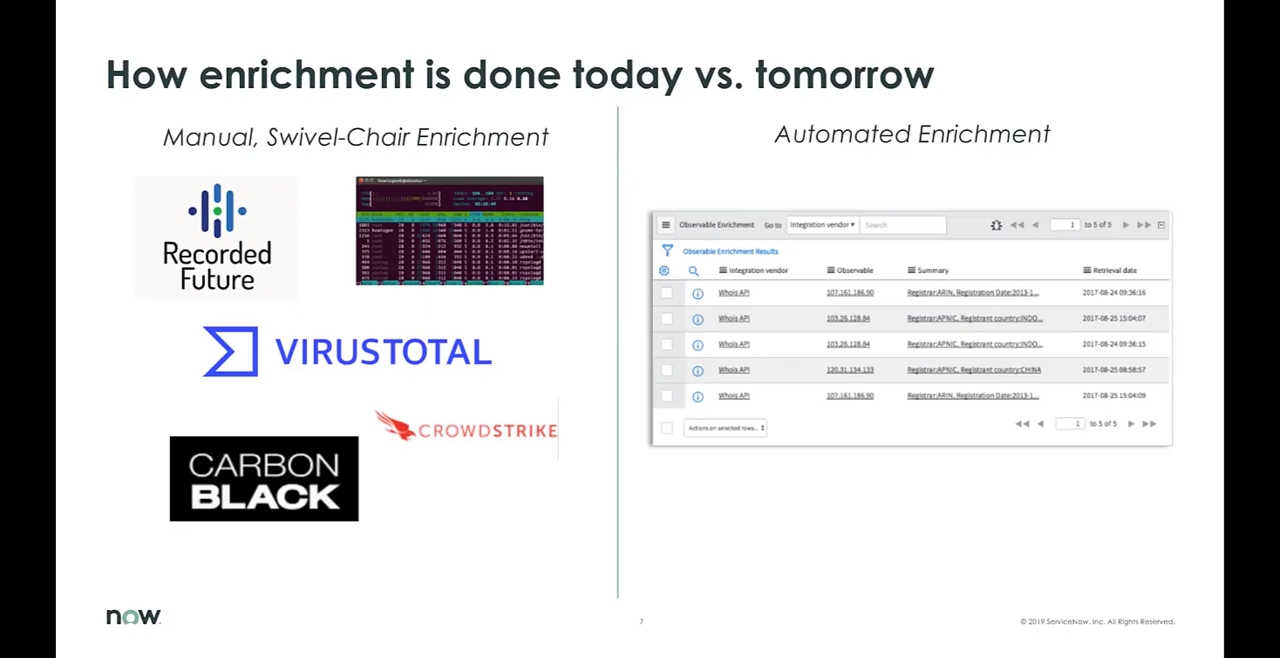 How enrichment is done today vs. tomorrow
Manual, Swivel-Chair Enrichment
Recorded
Future
VIRUSTOTAL
CROWDSTRIKE
CARBON
BLACK
Automated Enrichment
Observable Enrichment Go to Integration vendor Search 1 to 5 of 5
Observable Enrichment Results
Integration vendor Observable Summary Retrieval date
Whois API 107.161.186.90 Registrar:ARIN, Registration Date:2013-1... 2017-08-24 09:36:16
Whois API 103.26.128.84 Registrar:APNIC, Registrant country:INDO... 2017-08-25 15:04:07
Whois API 103.26.128.84 Registrar:APNIC, Registrant country:INDO... 2017-08-24 09:36:15
Whois API 120.31.134.133 Registrar:APNIC, Registrant country:CHINA 2017-08-25 08:58:57
Whois API 107.161.186.90 Registrar:ARIN, Registration Date:2013-1... 2017-08-25 15:04:09
Actions on selected rows... 1 to 5 of 5
now
7
© 2019 ServiceNow, Inc. All Rights Reserved.